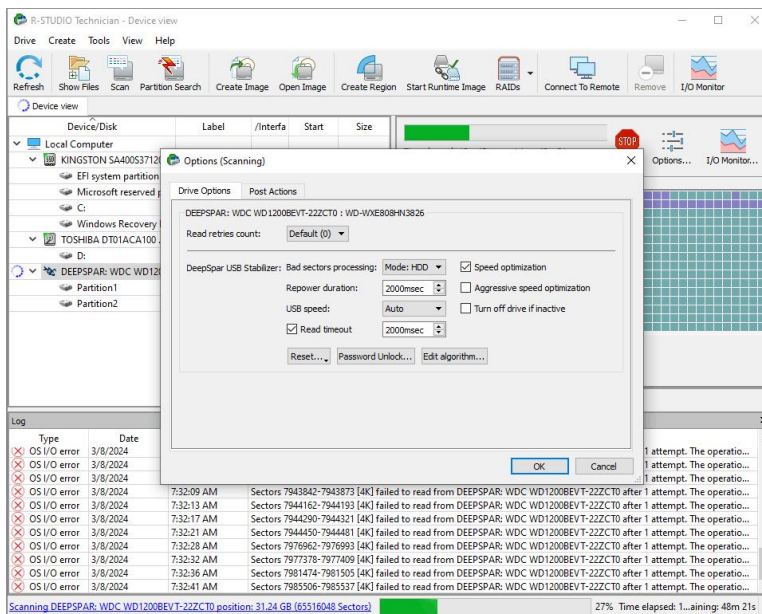 R-STUDIO Technician - Device view
Drive Create Tools View Help
Refresh Show Files Scan Partition Search Create Image Open Image Create Region Start Runtime Image RAIDs Connect To Remote Remove I/O Monitor
Device view
Device/Disk Label /Interfa Start Size
Local Computer
STOP
Options... I/O Monitor...
KINGSTON SA400S37120
EFI system partition
Microsoft reserved
C:
Windows Recovery
TOSHIBA DT01ACA100
D:
DEEPSPAR: WDC WD120
Partition1
Partition2
Options (Scanning)
Drive Options Post Actions
DEEPSPAR: WDC WD1200BEVT-22ZCT0 : WD-WXE808HN3826
Read retries count: Default (0)
DeepSpar USB Stabilizer: Bad sectors processing: Mode: HDD Speed optimization
Repower duration: 2000msec Aggressive speed optimization
USB speed: Auto Turn off drive if inactive
Read timeout 2000msec
Reset... Password Unlock... Edit algorithm...
OK Cancel
Log
Type Date
OS I/O error 3/8/2024 1 attempt. The operatio...
OS I/O error 3/8/2024 1 attempt. The operatio...
OS I/O error 3/8/2024 1 attempt. The operatio...
OS I/O error 3/8/2024 7:32:09 AM Sectors 7943842-7943873 [4K] failed to read from DEEPSPAR: WDC WD1200BEVT-22ZCT0 after 1 attempt. The operatio...
OS I/O error 3/8/2024 7:32:13 AM Sectors 7944162-7944193 [4K] failed to read from DEEPSPAR: WDC WD1200BEVT-22ZCT0 after 1 attempt. The operatio...
OS I/O error 3/8/2024 7:32:17 AM Sectors 7944290-7944321 [4K] failed to read from DEEPSPAR: WDC WD1200BEVT-22ZCT0 after 1 attempt. The operatio...
OS I/O error 3/8/2024 7:32:21 AM Sectors 7944450-7944481 [4K] failed to read from DEEPSPAR: WDC WD1200BEVT-22ZCT0 after 1 attempt. The operatio...
OS I/O error 3/8/2024 7:32:28 AM Sectors 7976962-7976993 [4K] failed to read from DEEPSPAR: WDC WD1200BEVT-22ZCT0 after 1 attempt. The operatio...
OS I/O error 3/8/2024 7:32:32 AM Sectors 7977378-7977409 [4K] failed to read from DEEPSPAR: WDC WD1200BEVT-22ZCT0 after 1 attempt. The operatio...
OS I/O error 3/8/2024 7:32:36 AM Sectors 7981474-7981505 [4K] failed to read from DEEPSPAR: WDC WD1200BEVT-22ZCT0 after 1 attempt. The operatio...
OS I/O error 3/8/2024 7:32:41 AM Sectors 7985506-7985537 [4K] failed to read from DEEPSPAR: WDC WD1200BEVT-22ZCT0 after 1 attempt. The operatio...
Scanning DEEPSPAR: WDC WD1200BEVT-22ZCT0 position: 31.24 GB (65516048 Sectors) 27% Time elapsed: 1...aining: 48m 21s